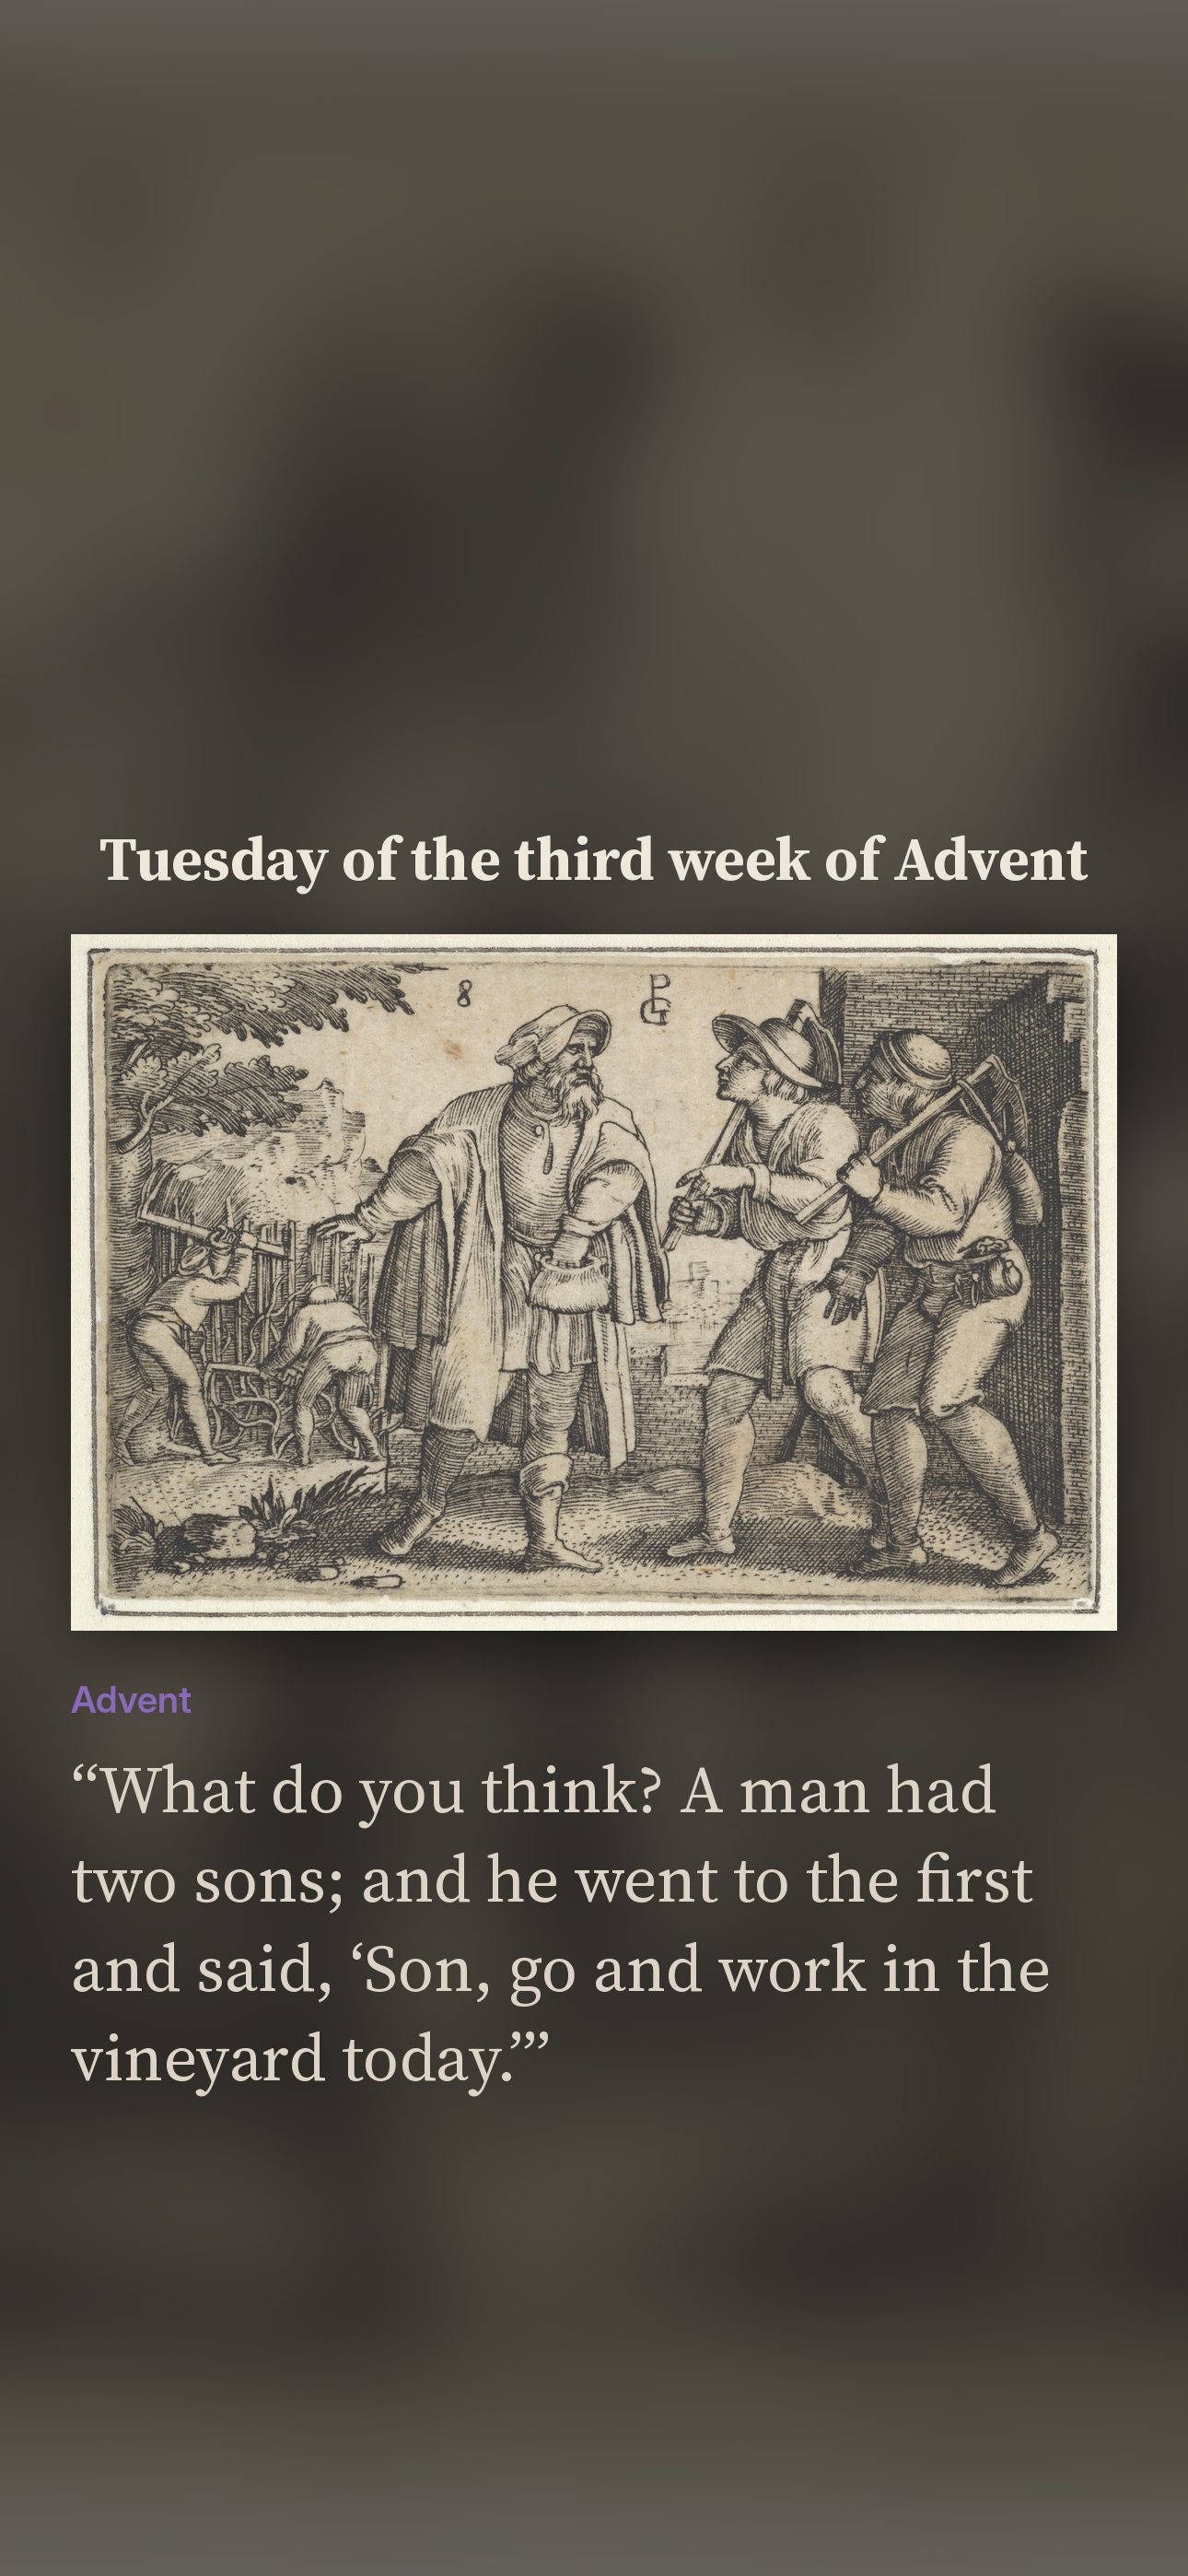 Tuesday of the third week of Advent
8
PG
Advent
“What do you think? A man had
two sons; and he went to the first
and said, ‘Son, go and work in the
vineyard today.’”